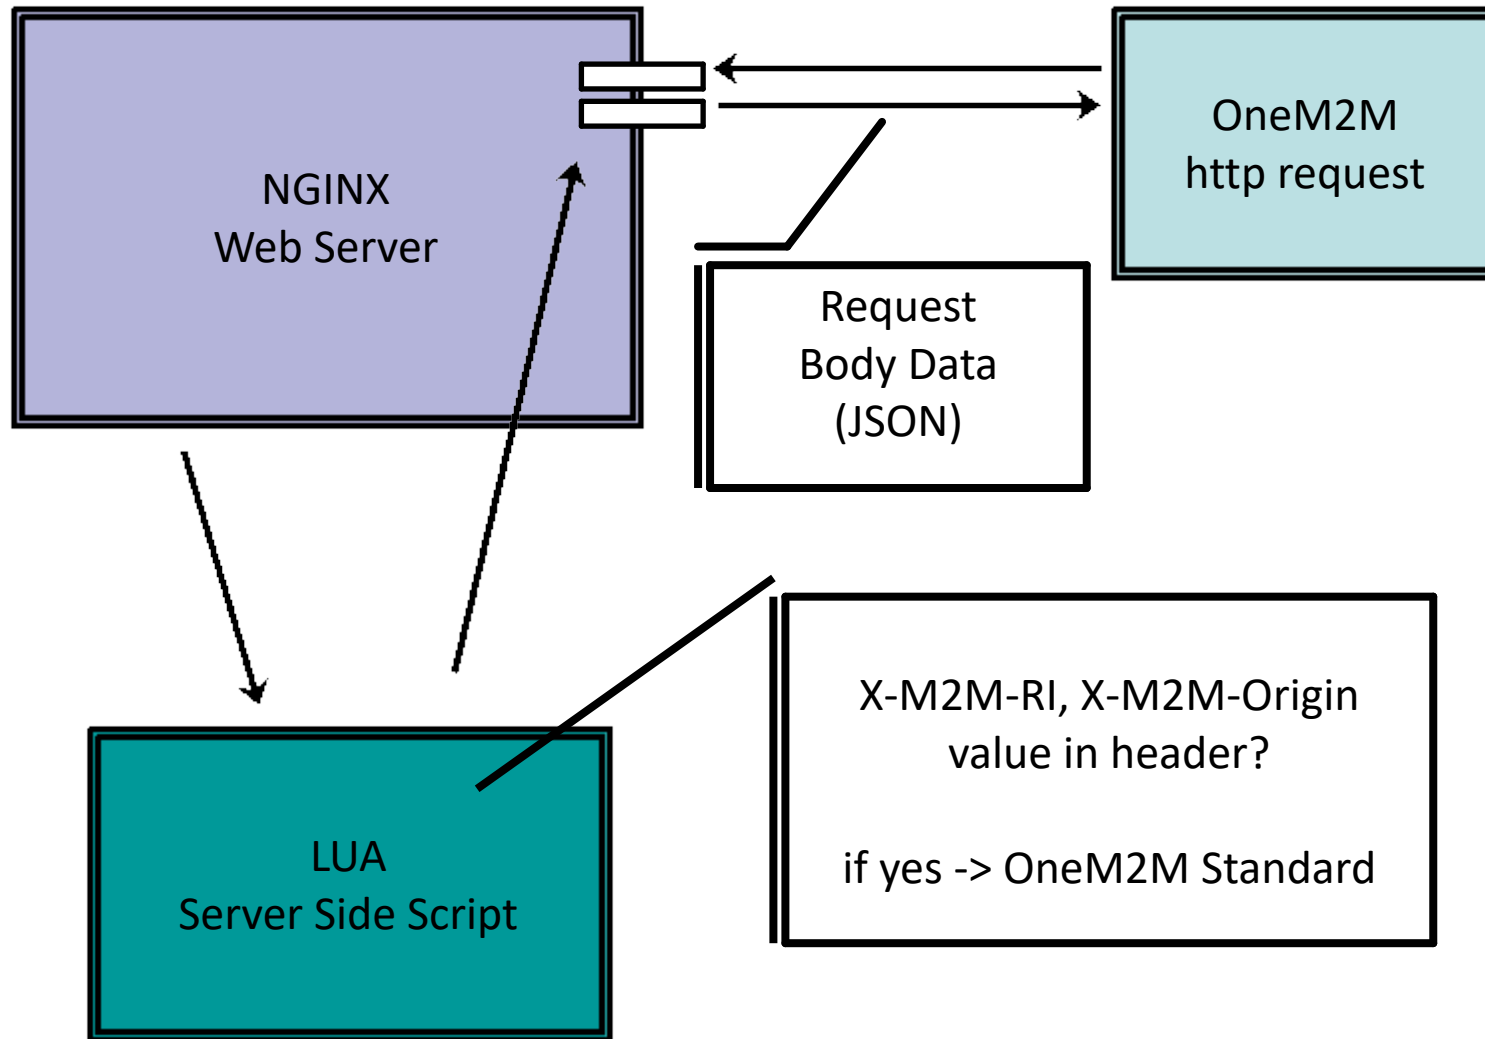 NGINX
Web Server
OneM2M
http request
Request
Body Data
(JSON)
X-M2M-RI, X-M2M-Origin
value in header?
if yes -> OneM2M Standard
LUA
Server Side Script